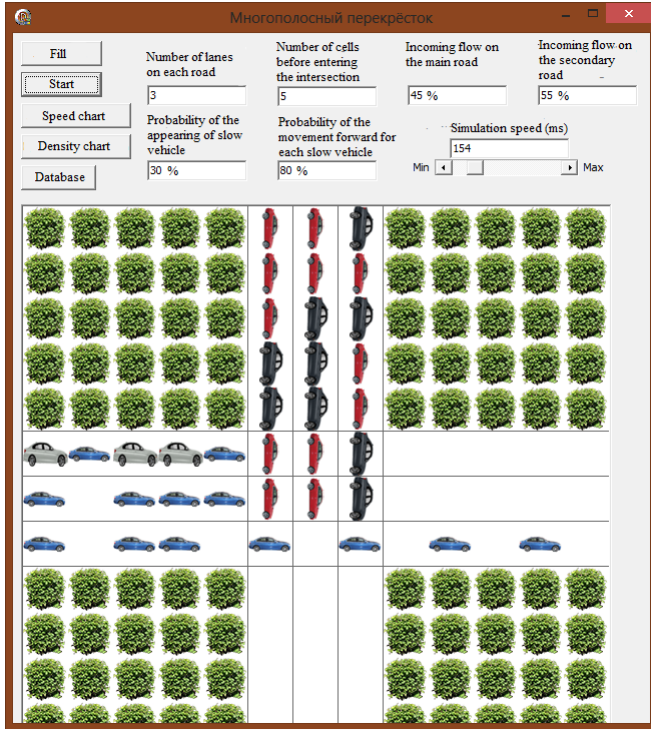 Многополосный перекрёсток
Fill
Start
Speed chart
Density chart
Database
Number of lanes
on each road
3
Number of cells
before entering
the intersection
5
Incoming flow on
the main road
45 %
Incoming flow on
the secondary
road
55 %
Probability of the
appearing of slow
vehicle
30 %
Probability of the
movement forward for
each slow vehicle
80 %
Simulation speed (ms)
154
Min
Max